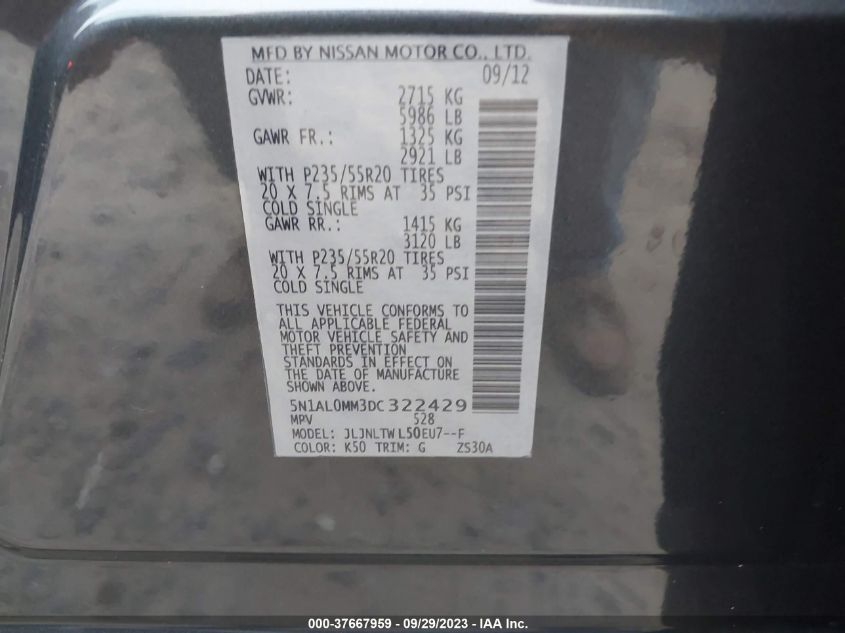 MFD BY NISSAN MOTOR CO., LTD.
DATE: 09/12
GVWR: 2715 KG
5986 LB
GAWR FR.: 1325 KG
2921 LB
WITH P235/55R20 TIRES
20 X 7.5 RIMS AT 35 PSI
COLD SINGLE
GAWR RR.: 1415 KG
3120 LB
WITH P235/55R20 TIRES
20 X 7.5 RIMS AT 35 PSI
COLD SINGLE
THIS VEHICLE CONFORMS TO
ALL APPLICABLE FEDERAL
MOTOR VEHICLE SAFETY AND
THEFT PREVENTION
STANDARDS IN EFFECT ON
THE DATE OF MANUFACTURE
SHOWN ABOVE.
5N1AL0MM3DC322429
MPV 528
MODEL: JLJNLTWL50EU7--F
COLOR: K50 TRIM: G ZS30A
000-37667959 - 09/29/2023 - IAA Inc.